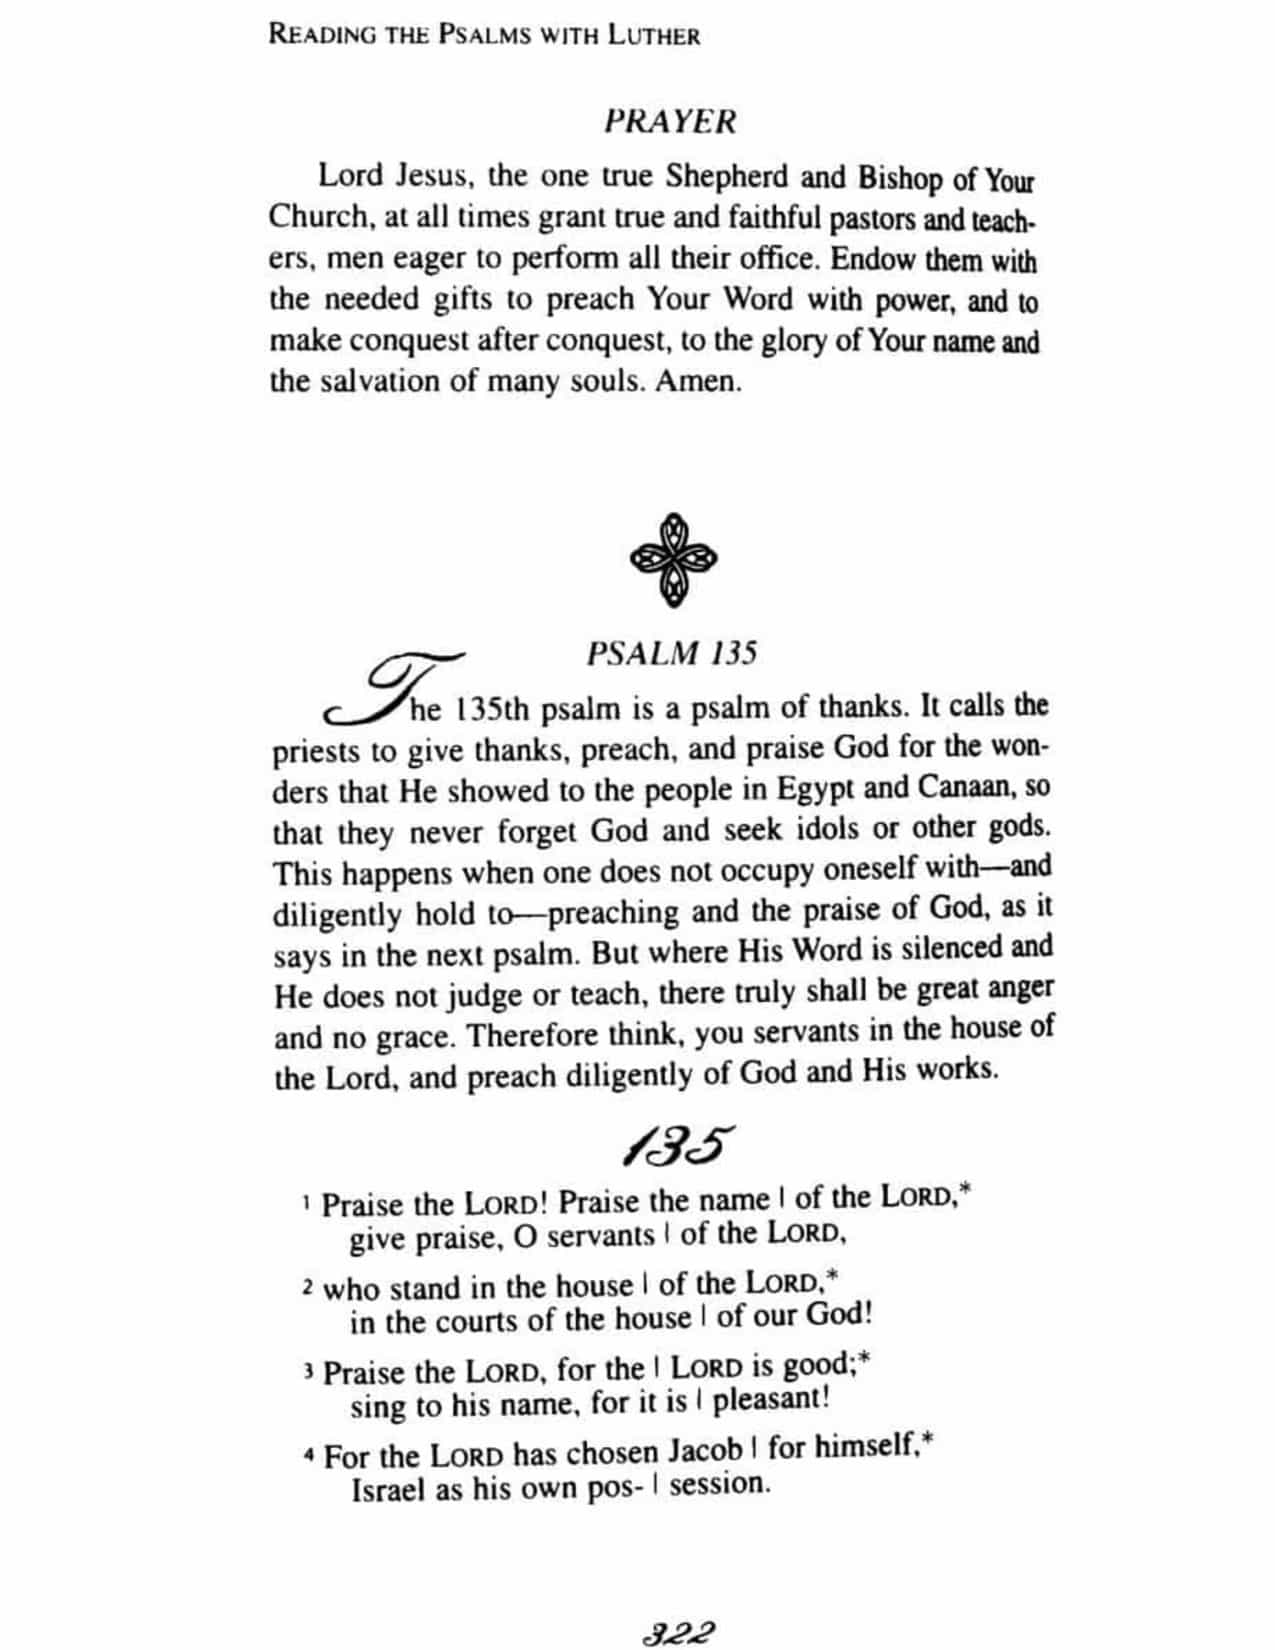 READING THE PSALMS WITH LUTHER
PRAYER
Lord Jesus, the one true Shepherd and Bishop of Your
Church, at all times grant true and faithful pastors and teach-
ers, men eager to perform all their office. Endow them with
the needed gifts to preach Your Word with power, and to
make conquest after conquest, to the glory of Your name and
the salvation of many souls. Amen.
PSALM 135
The 135th psalm is a psalm of thanks. It calls the
priests to give thanks, preach, and praise God for the won-
ders that He showed to the people in Egypt and Canaan, so
that they never forget God and seek idols or other gods.
This happens when one does not occupy oneself with—and
diligently hold to—preaching and the praise of God, as it
says in the next psalm. But where His Word is silenced and
He does not judge or teach, there truly shall be great anger
and no grace. Therefore think, you servants in the house of
the Lord, and preach diligently of God and His works.
135
¹ Praise the LORD! Praise the name | of the LORD,*
give praise, O servants | of the LORD,
² who stand in the house | of the LORD,*
in the courts of the house | of our God!
³ Praise the LORD, for the | LORD is good;*
sing to his name, for it is | pleasant!
⁴ For the LORD has chosen Jacob | for himself,*
Israel as his own pos- | session.
322